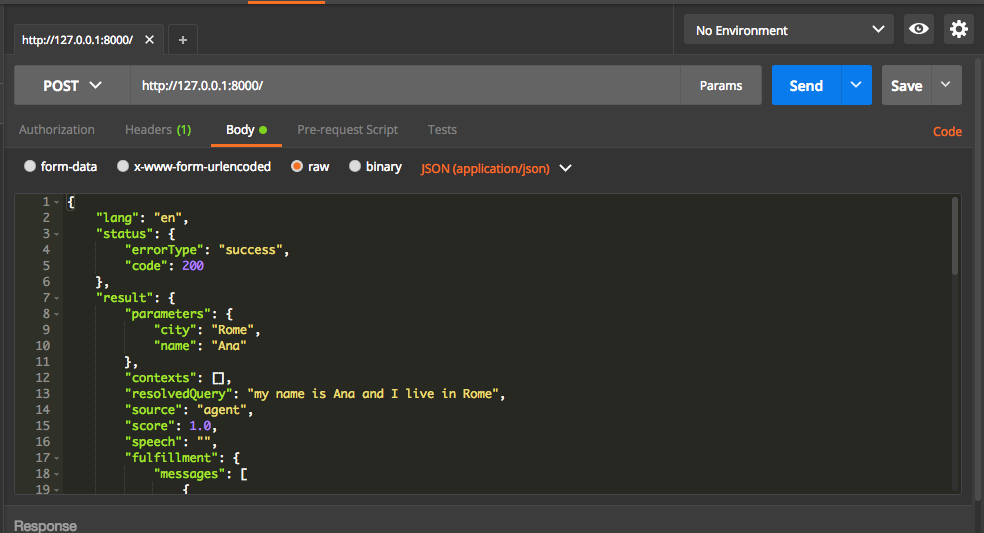 http://127.0.0.1:8000/ ✕ + No Environment
POST http://127.0.0.1:8000/ Params Send Save
Authorization Headers (1) Body Pre-request Script Tests Code
form-data x-www-form-urlencoded raw binary JSON (application/json)
1 {
2 "lang": "en",
3 "status": {
4 "errorType": "success",
5 "code": 200
6 },
7 "result": {
8 "parameters": {
9 "city": "Rome",
10 "name": "Ana"
11 },
12 "contexts": [],
13 "resolvedQuery": "my name is Ana and I live in Rome",
14 "source": "agent",
15 "score": 1.0,
16 "speech": "",
17 "fulfillment": {
18 "messages": [
19 {
Response